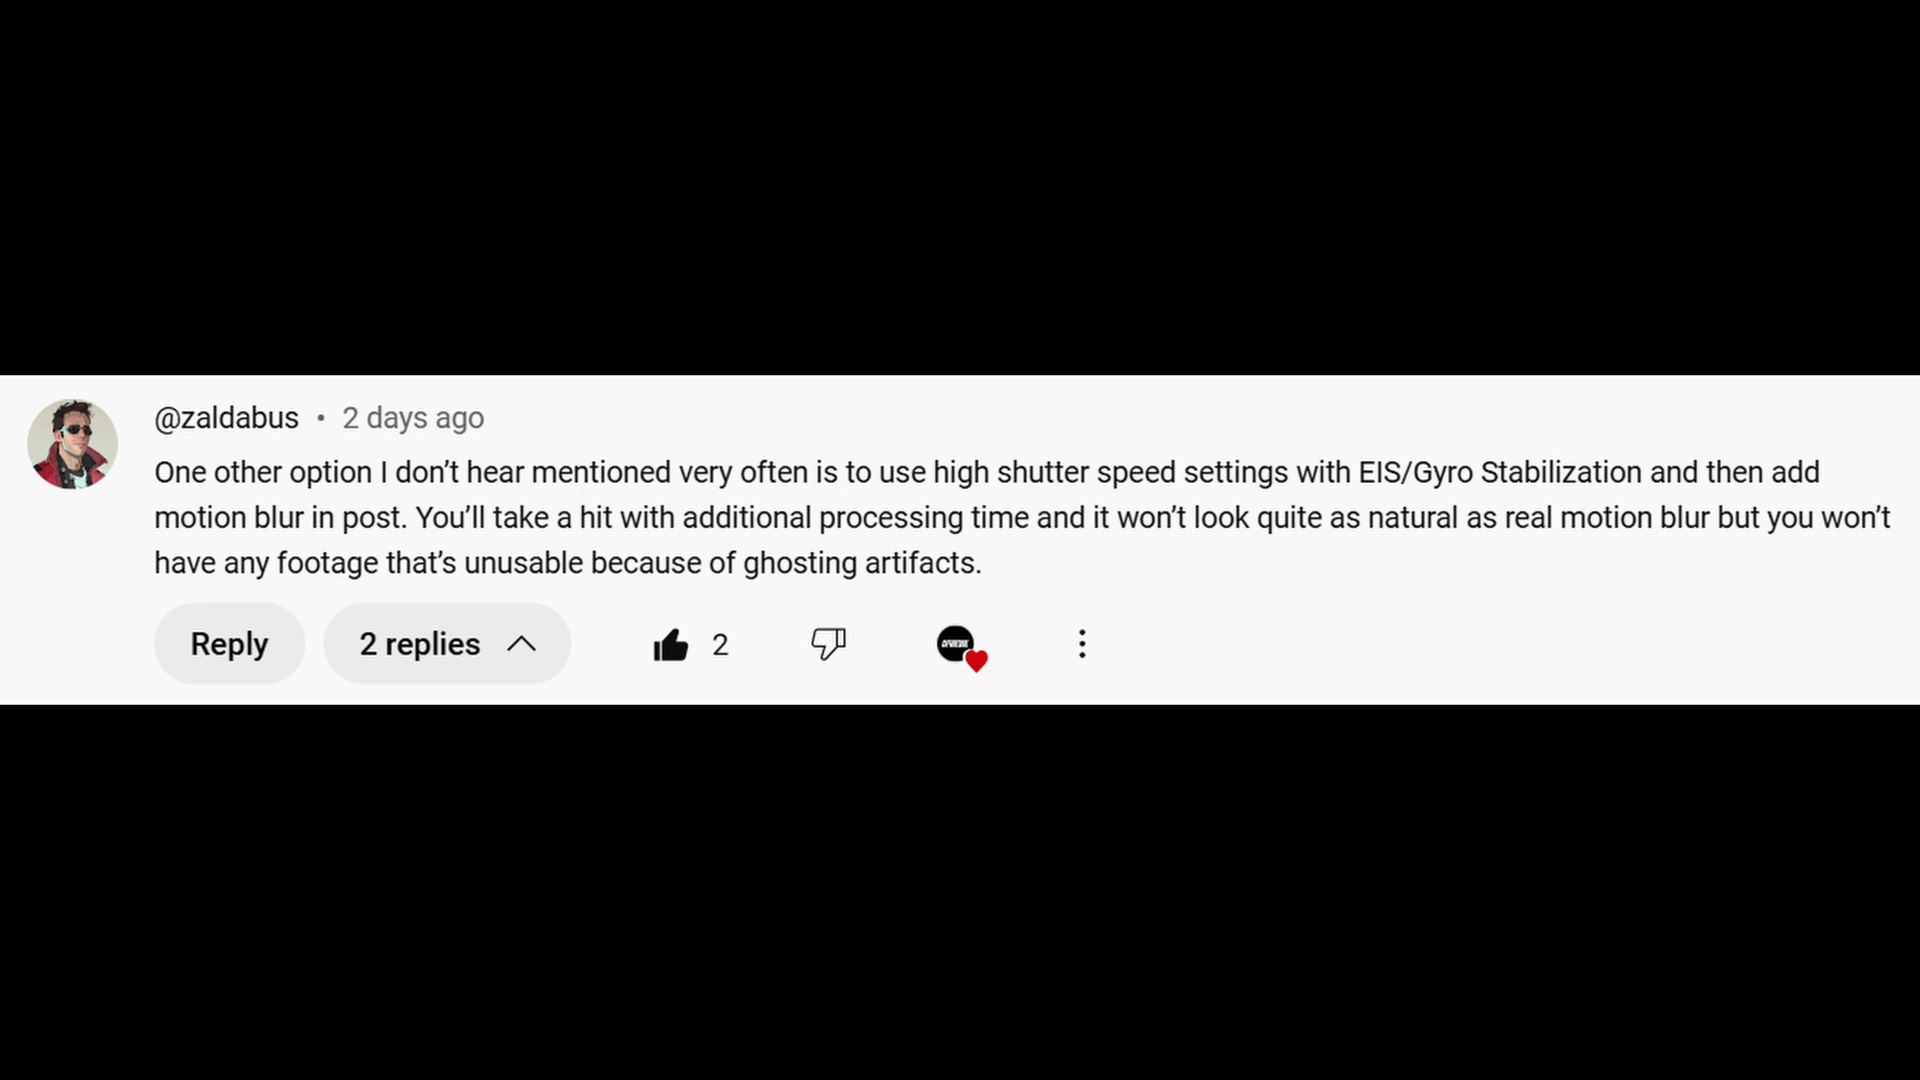 @zaldabus • 2 days ago
One other option I don’t hear mentioned very often is to use high shutter speed settings with EIS/Gyro Stabilization and then add
motion blur in post. You’ll take a hit with additional processing time and it won’t look quite as natural as real motion blur but you won’t
have any footage that’s unusable because of ghosting artifacts.
Reply 2 replies 2